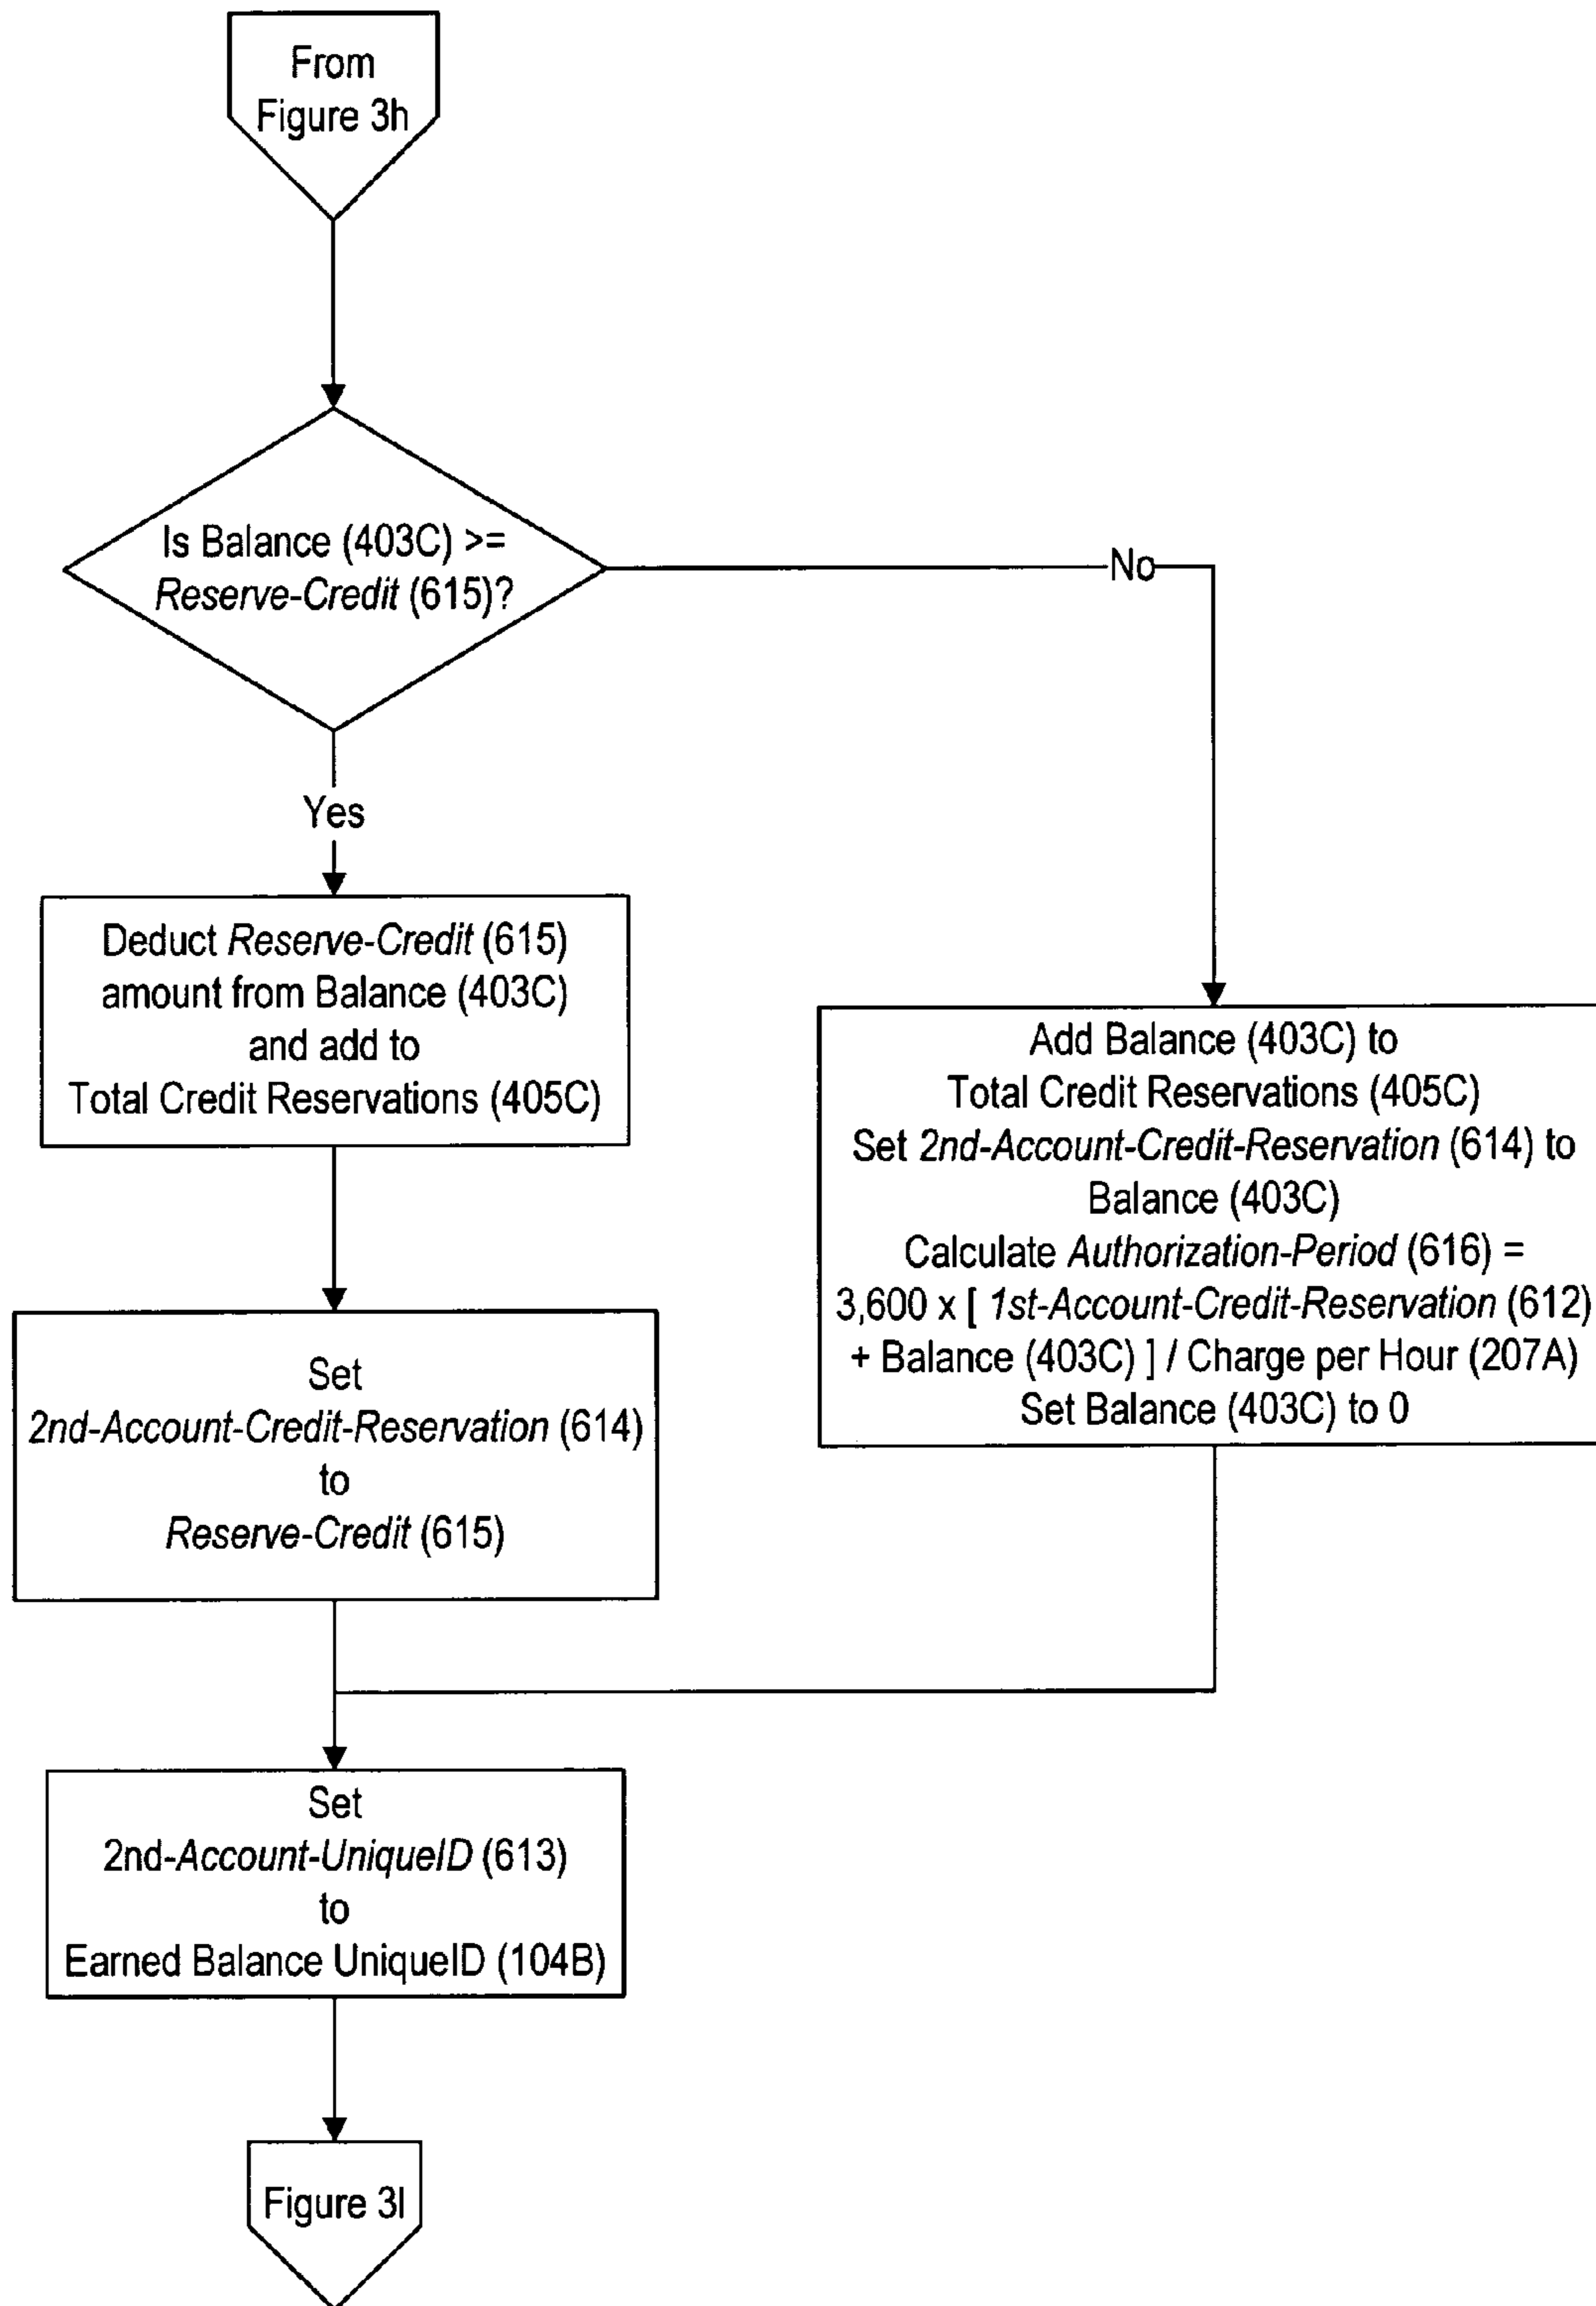 From
Figure 3h
Is Balance (403C) >=
Reserve-Credit (615)?
No
Yes
Deduct Reserve-Credit (615)
amount from Balance (403C)
and add to
Total Credit Reservations (405C)
Add Balance (403C) to
Total Credit Reservations (405C)
Set 2nd-Account-Credit-Reservation (614) to
Balance (403C)
Calculate Authorization-Period (616) =
3,600 x [ 1st-Account-Credit-Reservation (612)
+ Balance (403C) ] / Charge per Hour (207A)
Set Balance (403C) to 0
Set
2nd-Account-Credit-Reservation (614)
to
Reserve-Credit (615)
Set
2nd-Account-UniqueID (613)
to
Earned Balance UniqueID (104B)
Figure 3l